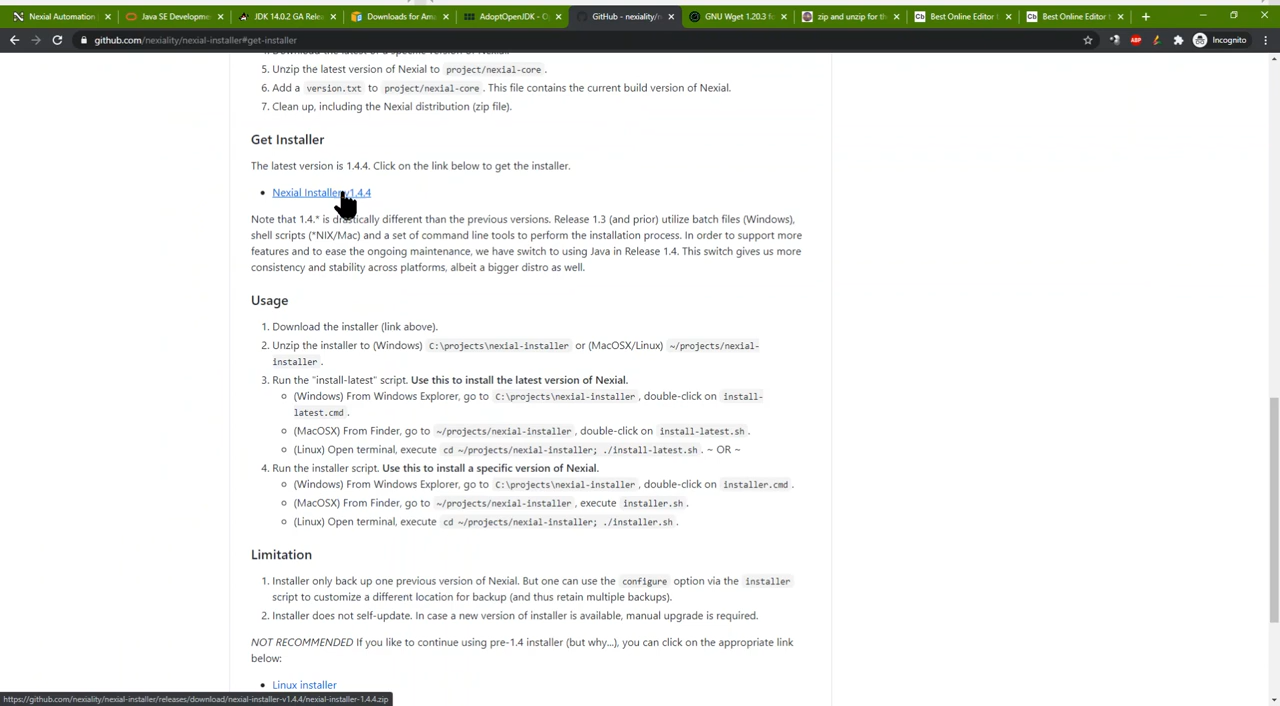 Nexial Automation
Java SE Developme
JDK 14.0.2 GA Rele
Downloads for Ama
AdoptOpenJDK - O
GitHub - nexiality/n
GNU Wget 1.20.3 fo
zip and unzip for th
Best Online Editor
Best Online Editor
github.com/nexiality/nexial-installer#get-installer
ABP
Incognito
5. Unzip the latest version of Nexial to project/nexial-core.
6. Add a version.txt to project/nexial-core. This file contains the current build version of Nexial.
7. Clean up, including the Nexial distribution (zip file).
Get Installer
The latest version is 1.4.4. Click on the link below to get the installer.
Nexial Installer v1.4.4
Note that 1.4.* is drastically different than the previous versions. Release 1.3 (and prior) utilize batch files (Windows),
shell scripts (*NIX/Mac) and a set of command line tools to perform the installation process. In order to support more
features and to ease the ongoing maintenance, we have switch to using Java in Release 1.4. This switch gives us more
consistency and stability across platforms, albeit a bigger distro as well.
Usage
1. Download the installer (link above).
2. Unzip the installer to (Windows) C:\projects\nexial-installer or (MacOSX/Linux) ~/projects/nexial-
installer.
3. Run the "install-latest" script. Use this to install the latest version of Nexial.
(Windows) From Windows Explorer, go to C:\projects\nexial-installer, double-click on install-
latest.cmd.
(MacOSX) From Finder, go to ~/projects/nexial-installer, double-click on install-latest.sh.
(Linux) Open terminal, execute cd ~/projects/nexial-installer; ./install-latest.sh. ~ OR ~
4. Run the installer script. Use this to install a specific version of Nexial.
(Windows) From Windows Explorer, go to C:\projects\nexial-installer, double-click on installer.cmd.
(MacOSX) From Finder, go to ~/projects/nexial-installer, execute installer.sh.
(Linux) Open terminal, execute cd ~/projects/nexial-installer; ./installer.sh.
Limitation
1. Installer only back up one previous version of Nexial. But one can use the configure option via the installer
script to customize a different location for backup (and thus retain multiple backups).
2. Installer does not self-update. In case a new version of installer is available, manual upgrade is required.
NOT RECOMMENDED If you like to continue using pre-1.4 installer (but why...), you can click on the appropriate link
below:
Linux installer
https://github.com/nexiality/nexial-installer/releases/download/nexial-installer-v1.4.4/nexial-installer-1.4.4.zip